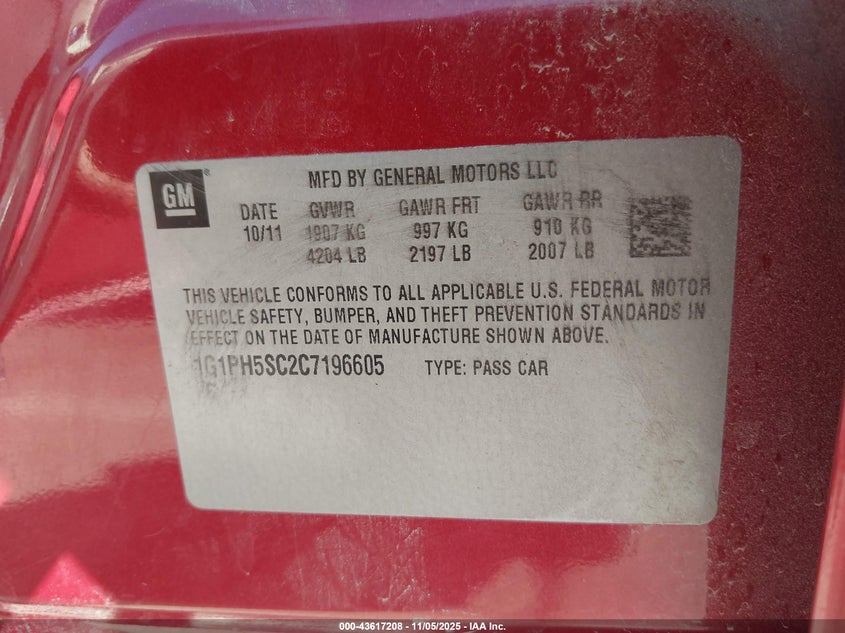 GM
MFD BY GENERAL MOTORS LLC
DATE GVWR GAWR FRT GAWR RR
10/11 1907 KG 997 KG 910 KG
4204 LB 2197 LB 2007 LB
THIS VEHICLE CONFORMS TO ALL APPLICABLE U.S. FEDERAL MOTOR
VEHICLE SAFETY, BUMPER, AND THEFT PREVENTION STANDARDS IN
EFFECT ON THE DATE OF MANUFACTURE SHOWN ABOVE.
1G1PH5SC2C7196605 TYPE: PASS CAR
000-43617208 - 11/05/2025 - IAA Inc.